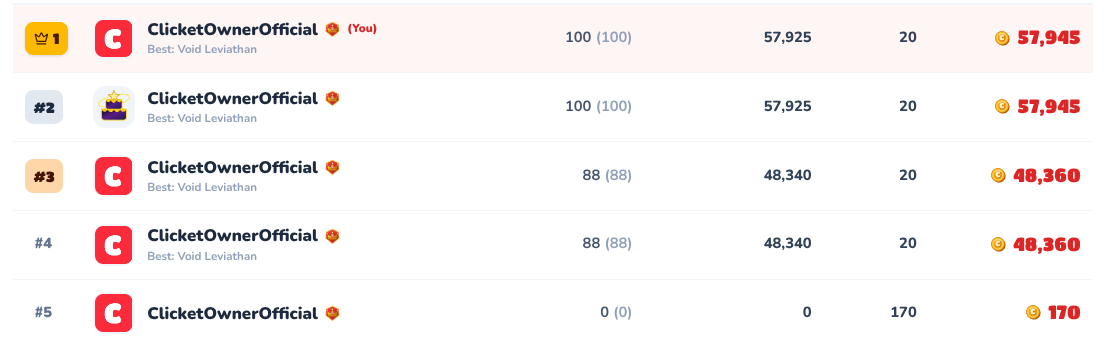 1 C ClicketOwnerOfficial (You) 100 (100) 57,925 20 57,945
Best: Void Leviathan
#2 ClicketOwnerOfficial 100 (100) 57,925 20 57,945
Best: Void Leviathan
#3 C ClicketOwnerOfficial 88 (88) 48,340 20 48,360
Best: Void Leviathan
#4 C ClicketOwnerOfficial 88 (88) 48,340 20 48,360
Best: Void Leviathan
#5 C ClicketOwnerOfficial 0 (0) 0 170 170